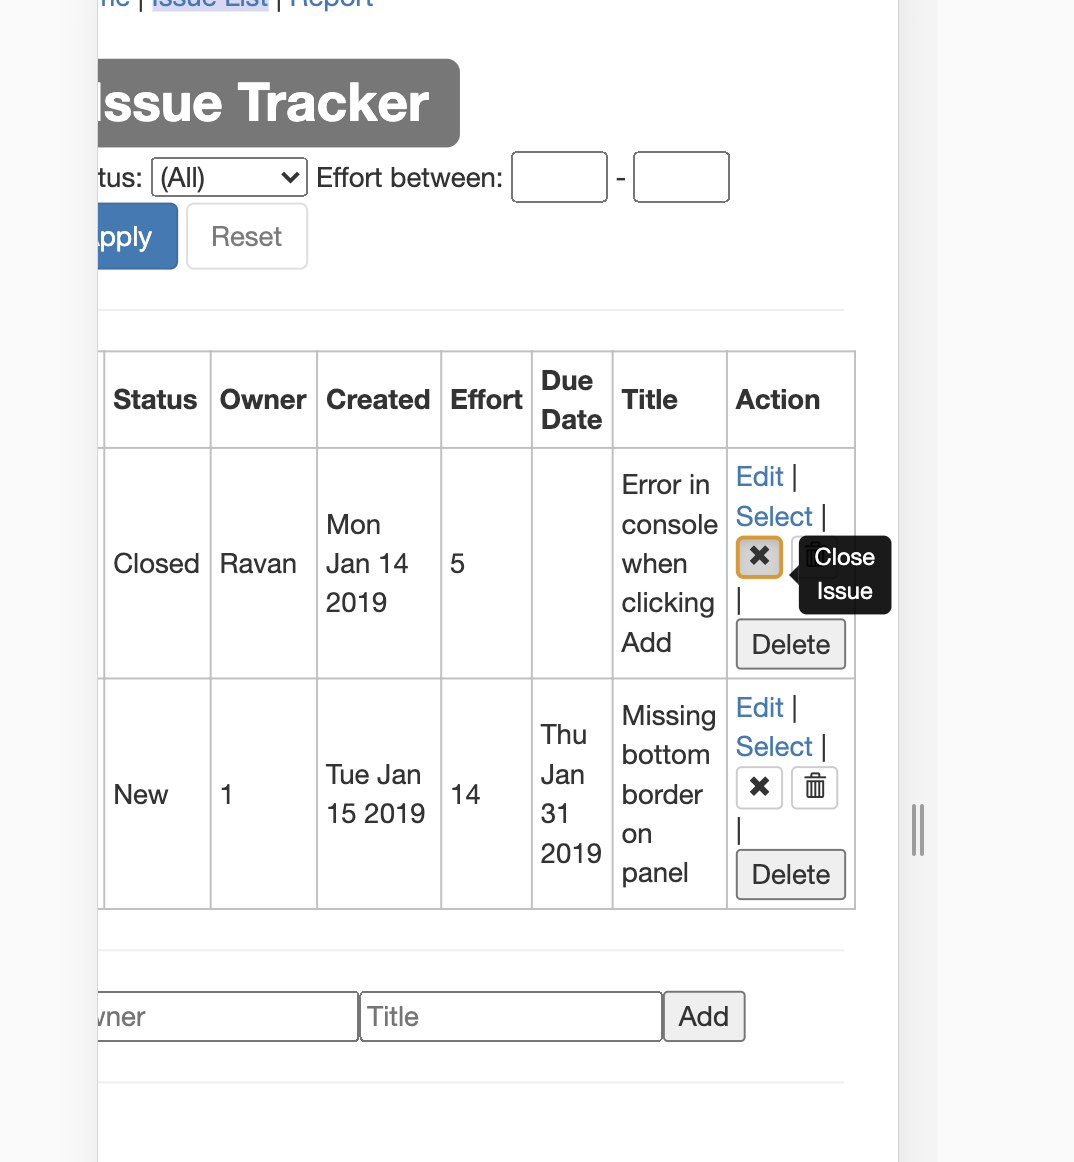 Issue List | Report
Issue Tracker
tus: (All) Effort between: -
pply Reset
Status Owner Created Effort Due Date Title Action
Closed Ravan Mon Jan 14 2019 5 Error in console when clicking Add Edit | Select | |
Close Issue
Delete
New 1 Tue Jan 15 2019 14 Thu Jan 31 2019 Missing bottom border on panel Edit | Select | |
Delete
wner Title Add